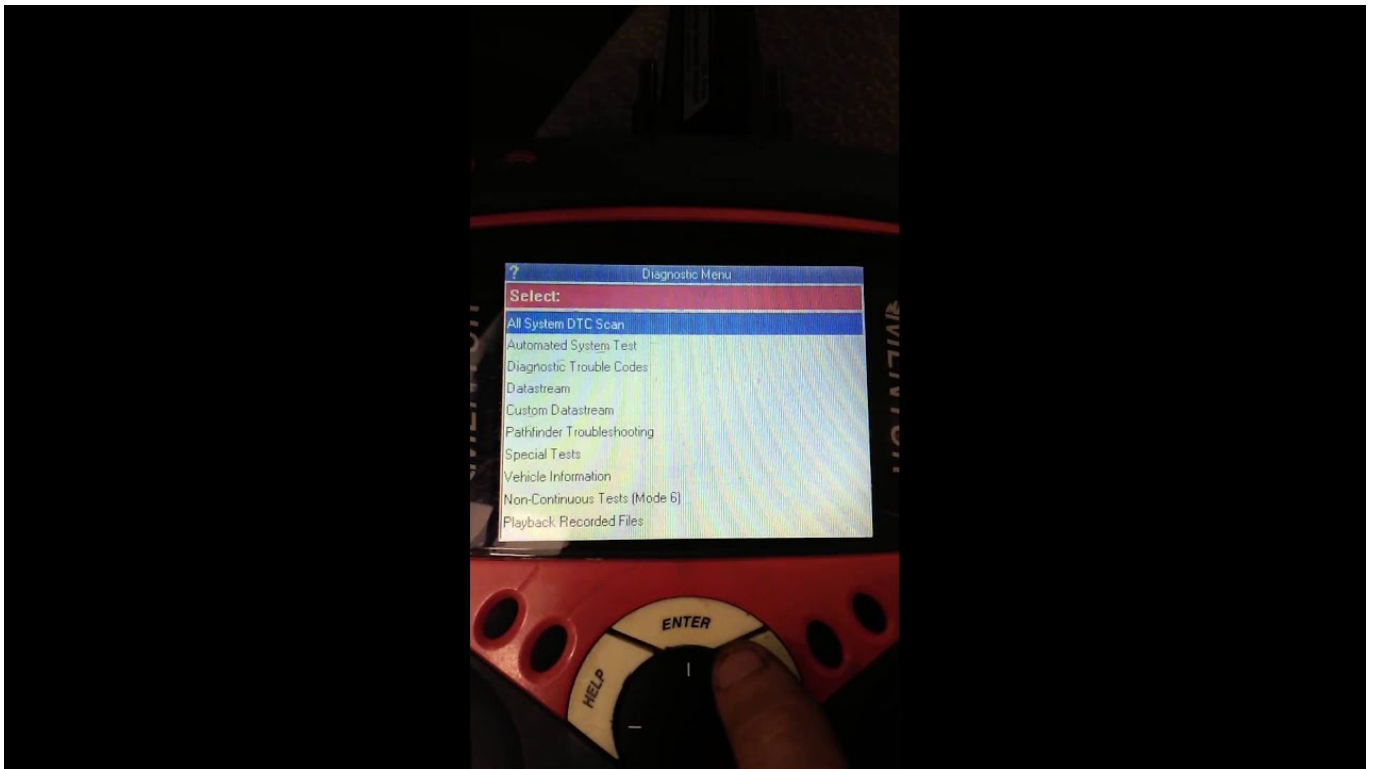 ? Diagnostic Menu
Select:
All System DTC Scan
Automated System Test
Diagnostic Trouble Codes
Datastream
Custom Datastream
Pathfinder Troubleshooting
Special Tests
Vehicle Information
Non-Continuous Tests (Mode 6)
Playback Recorded Files
ENTER
HELP